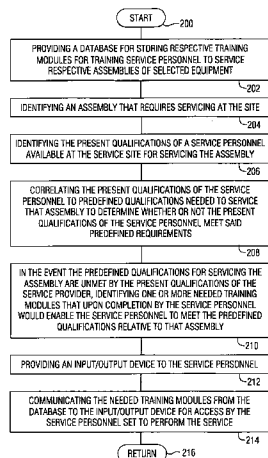 START
200
PROVIDING A DATABASE FOR STORING RESPECTIVE TRAINING
MODULES FOR TRAINING SERVICE PERSONNEL TO SERVICE
RESPECTIVE ASSEMBLIES OF SELECTED EQUIPMENT
202
IDENTIFYING AN ASSEMBLY THAT REQUIRES SERVICING AT THE SITE
204
IDENTIFYING THE PRESENT QUALIFICATIONS OF A SERVICE PERSONNEL
AVAILABLE AT THE SERVICE SITE FOR SERVICING THE ASSEMBLY
206
CORRELATING THE PRESENT QUALIFICATIONS OF THE SERVICE
PERSONNEL TO PREDEFINED QUALIFICATIONS NEEDED TO SERVICE
THAT ASSEMBLY TO DETERMINE WHETHER OR NOT THE PRESENT
QUALIFICATIONS OF THE SERVICE PERSONNEL MEET SAID
PREDEFINED REQUIREMENTS
208
IN THE EVENT THE PREDEFINED QUALIFICATIONS FOR SERVICING THE
ASSEMBLY ARE UNMET BY THE PRESENT QUALIFICATIONS OF THE
SERVICE PROVIDER, IDENTIFYING ONE OR MORE NEEDED TRAINING
MODULES THAT UPON COMPLETION BY THE SERVICE PERSONNEL
WOULD ENABLE THE SERVICE PERSONNEL TO MEET THE PREDEFINED
QUALIFICATIONS RELATIVE TO THAT ASSEMBLY
210
PROVIDING AN INPUT/OUTPUT DEVICE TO THE SERVICE PERSONNEL
212
COMMUNICATING THE NEEDED TRAINING MODULES FROM THE
DATABASE TO THE INPUT/OUTPUT DEVICE FOR ACCESS BY THE
SERVICE PERSONNEL SET TO PERFORM THE SERVICE
214
RETURN
216